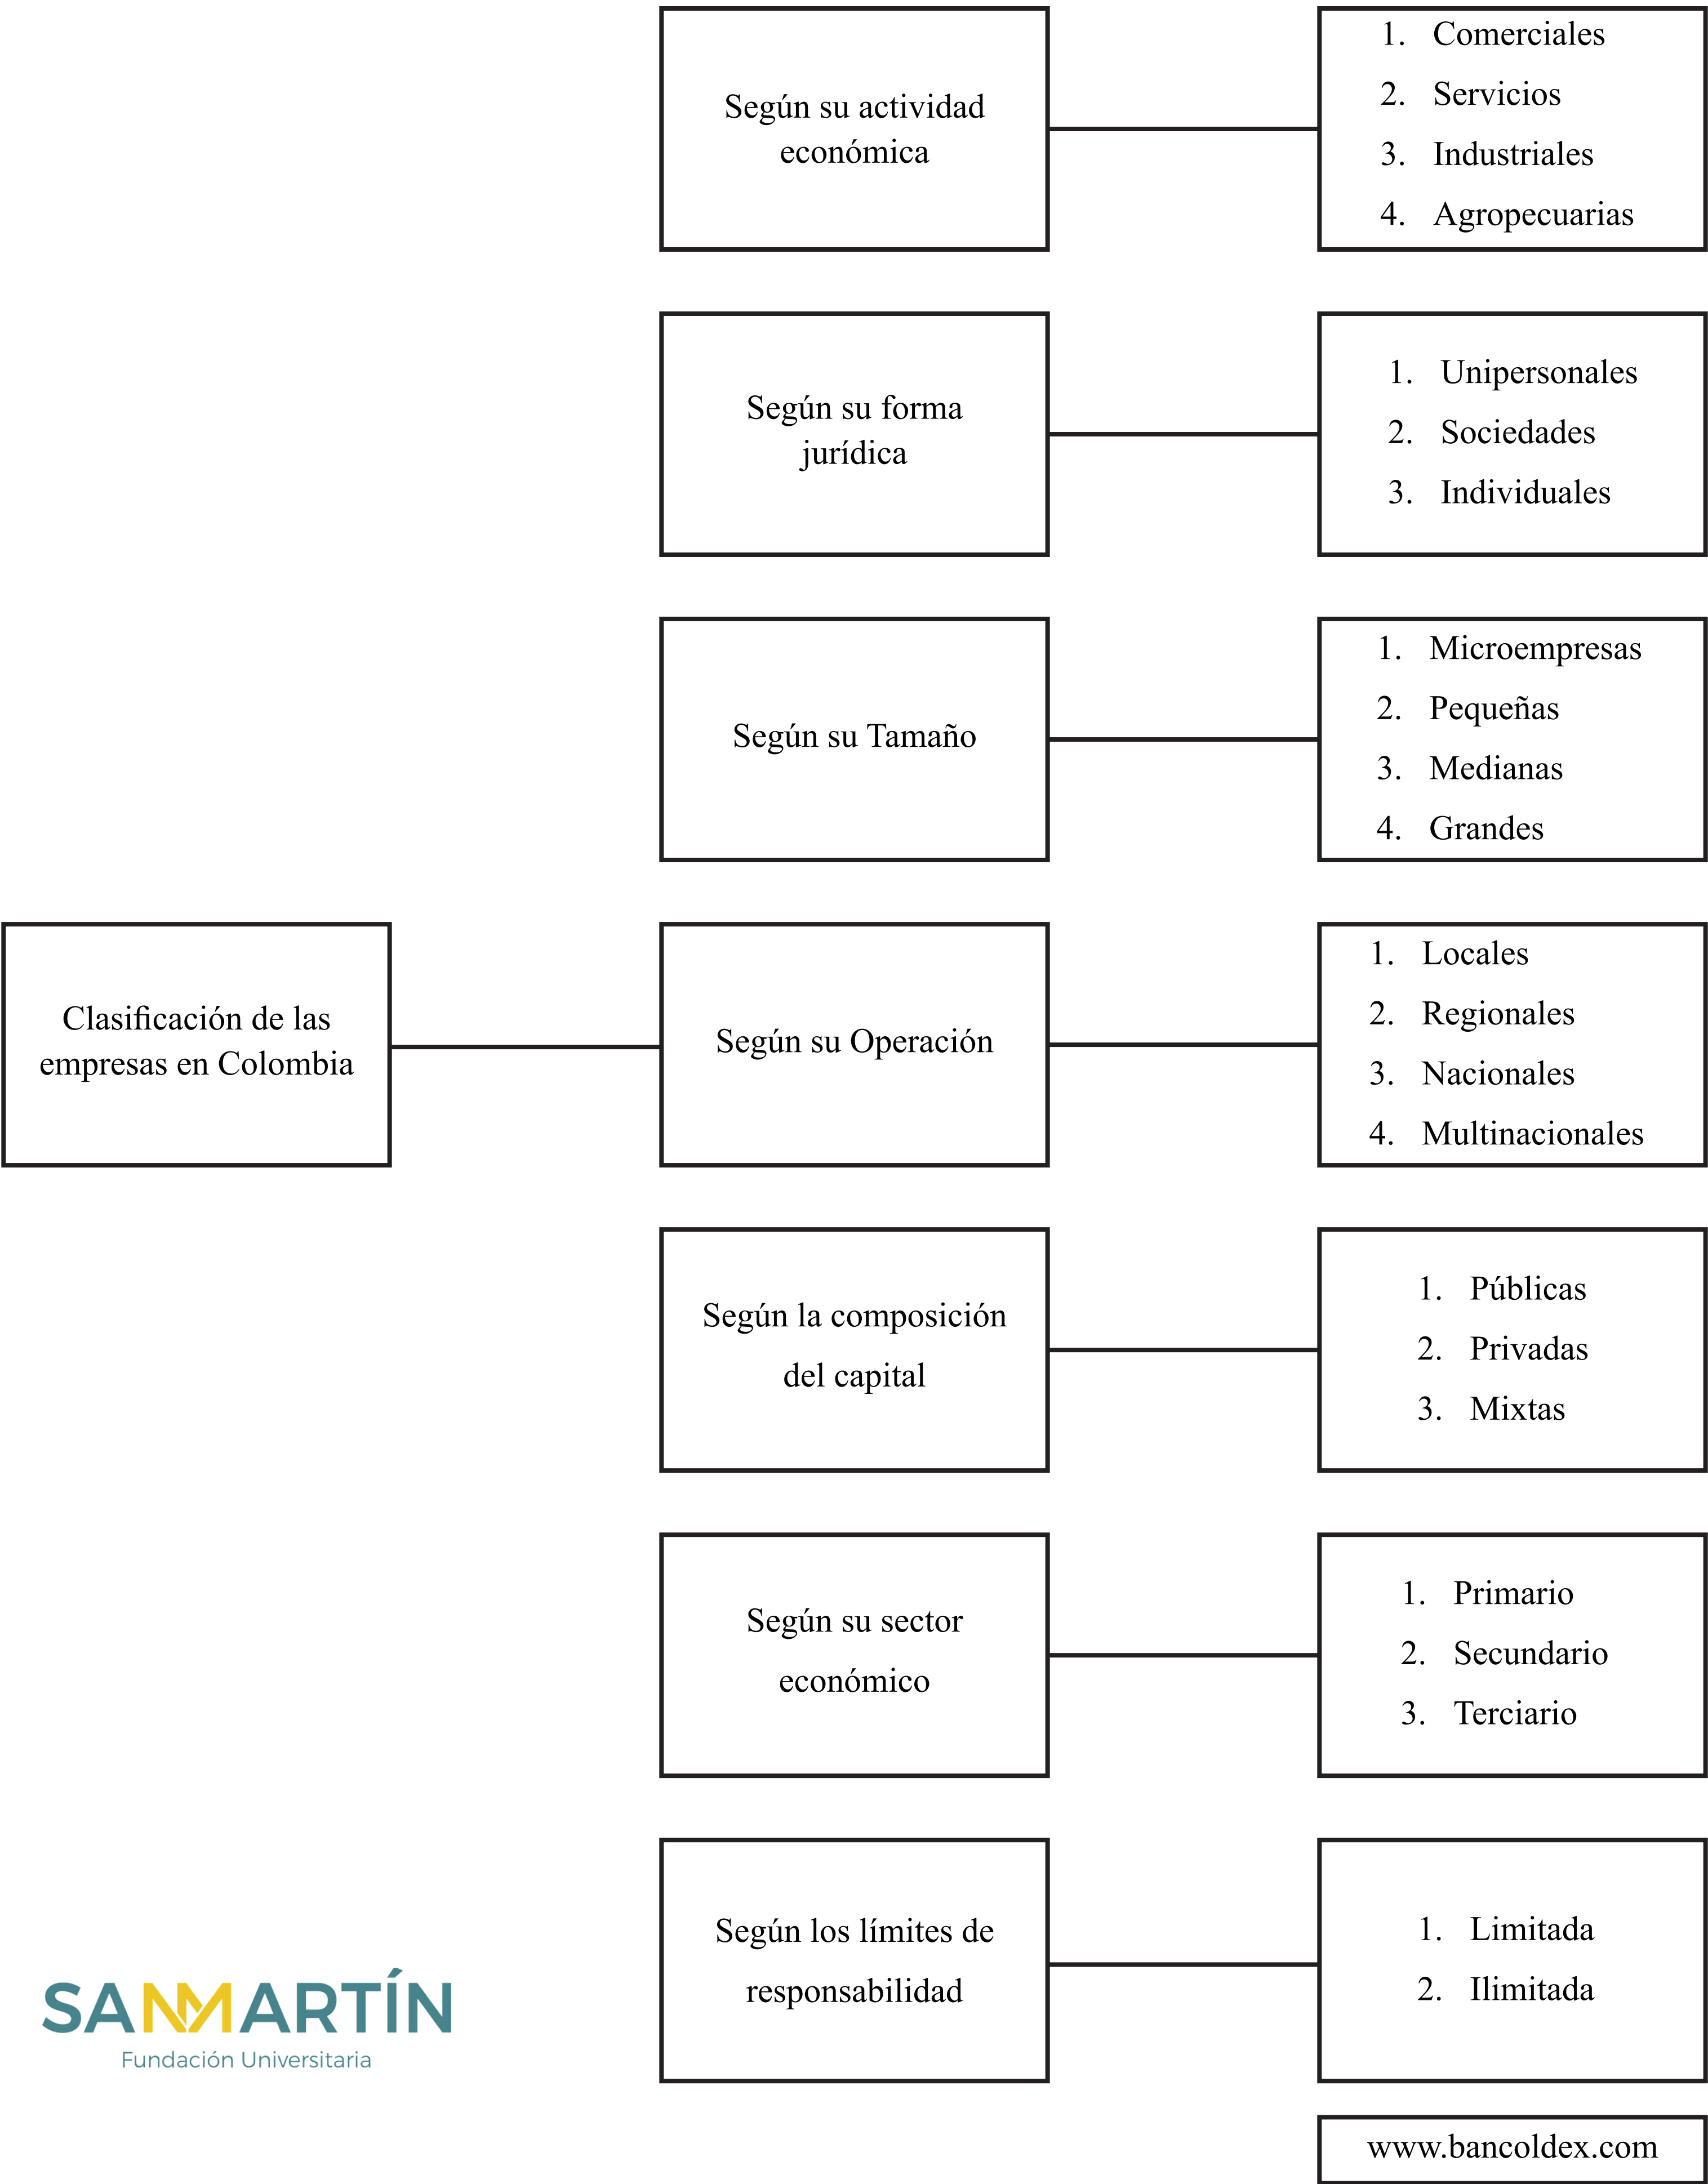 Clasificación de las
empresas en Colombia
Según su actividad
económica
1. Comerciales
2. Servicios
3. Industriales
4. Agropecuarias
Según su forma
jurídica
1. Unipersonales
2. Sociedades
3. Individuales
Según su Tamaño
1. Microempresas
2. Pequeñas
3. Medianas
4. Grandes
Según su Operación
1. Locales
2. Regionales
3. Nacionales
4. Multinacionales
Según la composición
del capital
1. Públicas
2. Privadas
3. Mixtas
Según su sector
económico
1. Primario
2. Secundario
3. Terciario
Según los límites de
responsabilidad
1. Limitada
2. Ilimitada
SANMARTÍN
Fundación Universitaria
www.bancoldex.com